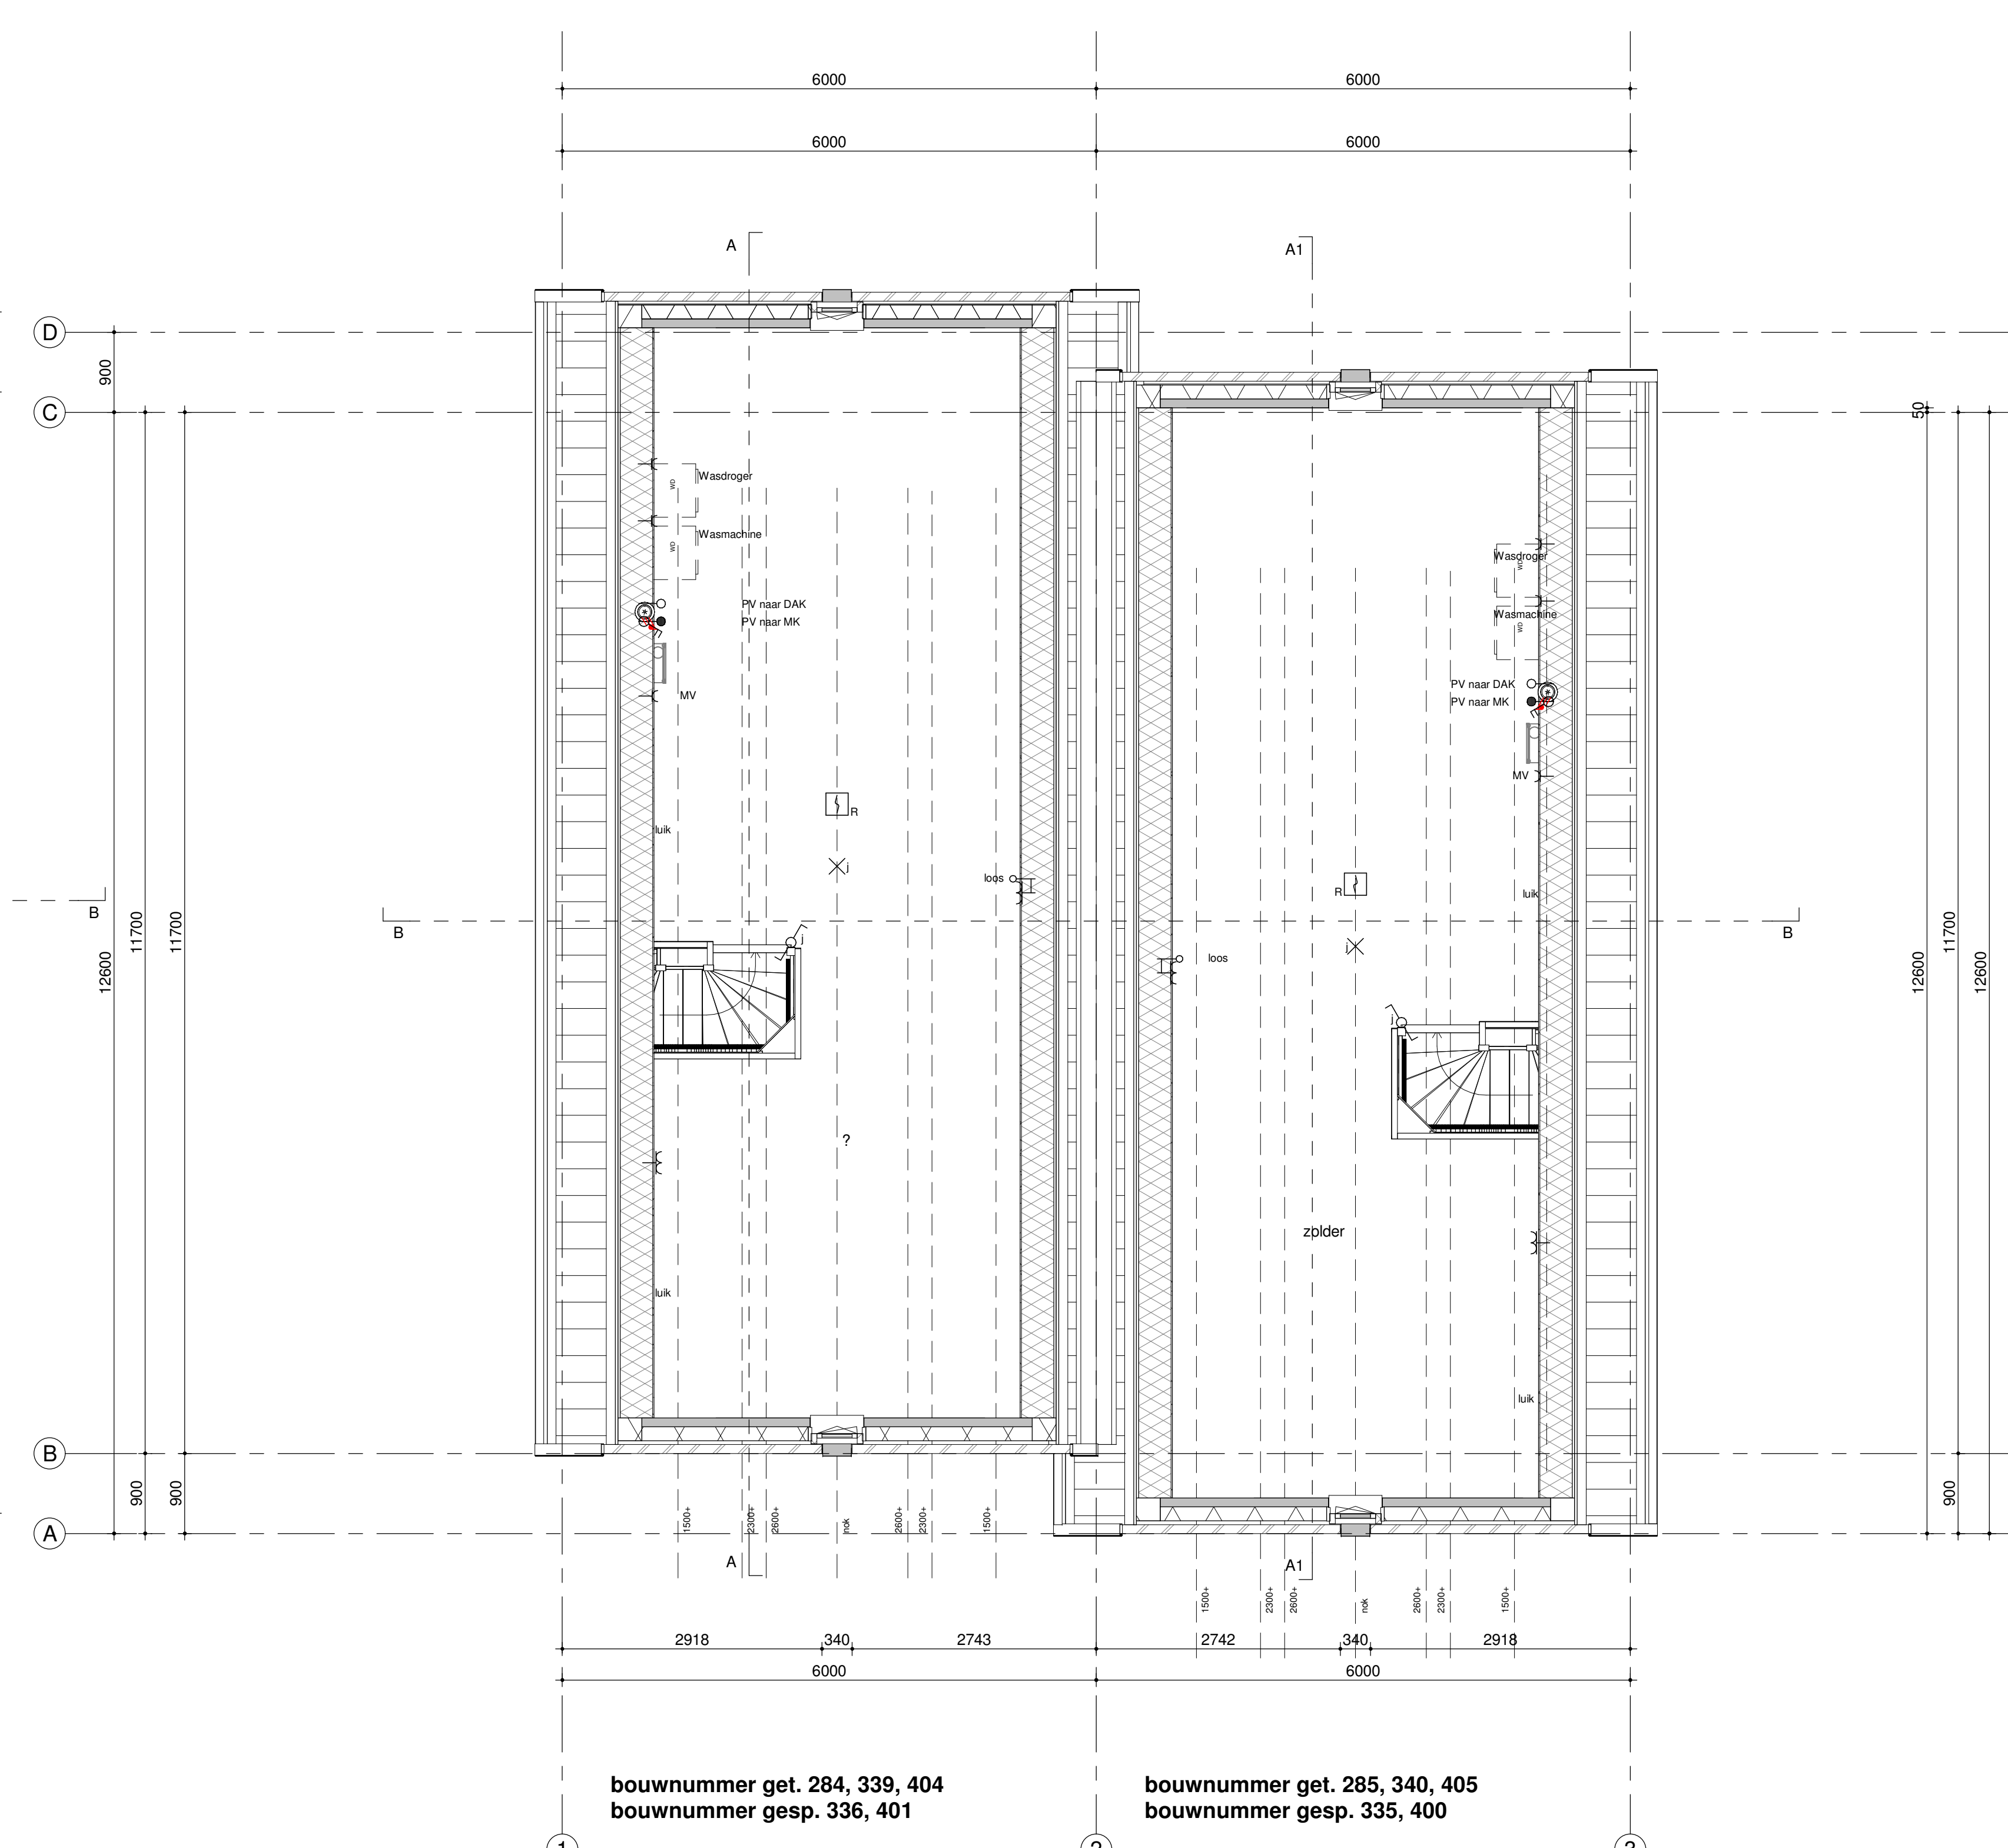 6000
6000
6000
6000
A
A1
D
900
C
50
Wasdroger
WD
Wasmachine
WD
Wasdroger
WD
Wasmachine
WD
PV naar DAK
PV naar MK
MV
PV naar DAK
PV naar MK
MV
R
luik
j
loos
R
luik
B
B
B
11700
11700
12600
11700
12600
12600
j
j
loos
j
?
zolder
luik
luik
B
900
900
900
A
1500+
2300+
2600+
nok
2600+
2300+
1500+
A
A1
1500+
2300+
2600+
nok
2600+
2300+
1500+
2918
340
2743
2742
340
2918
6000
6000
bouwnummer get. 284, 339, 404
bouwnummer gesp. 336, 401
bouwnummer get. 285, 340, 405
bouwnummer gesp. 335, 400